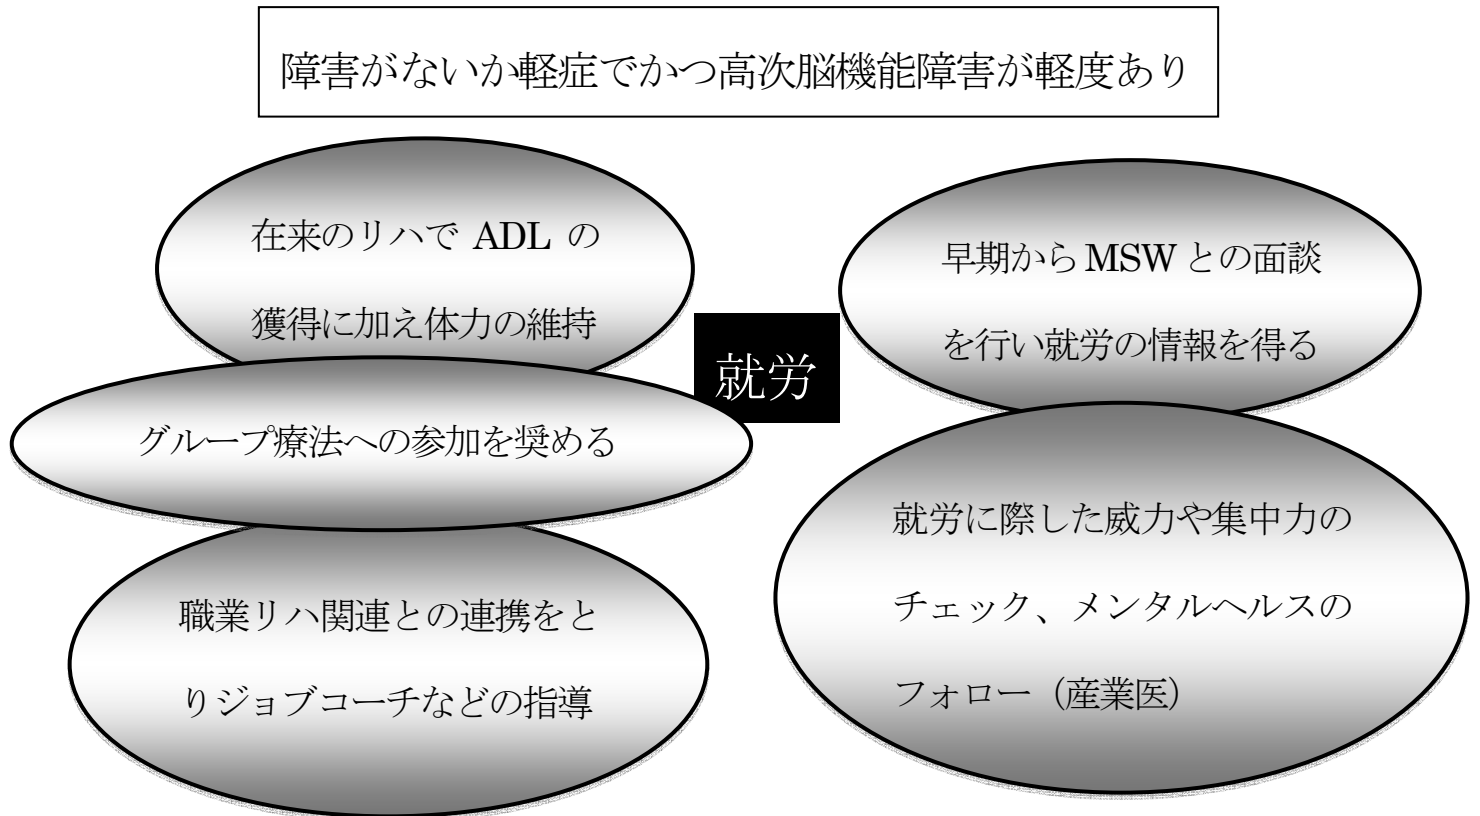 障害がないか軽症でかつ高次脳機能障害が軽度あり
在来のリハで ADL の
獲得に加え体力の維持
グループ療法への参加を奨める
職業リハ関連との連携をと
りジョブコーチなどの指導
就労
早期から MSW との面談
を行い就労の情報を得る
就労に際した威力や集中力の
チェック、メンタルヘルスの
フォロー（産業医）